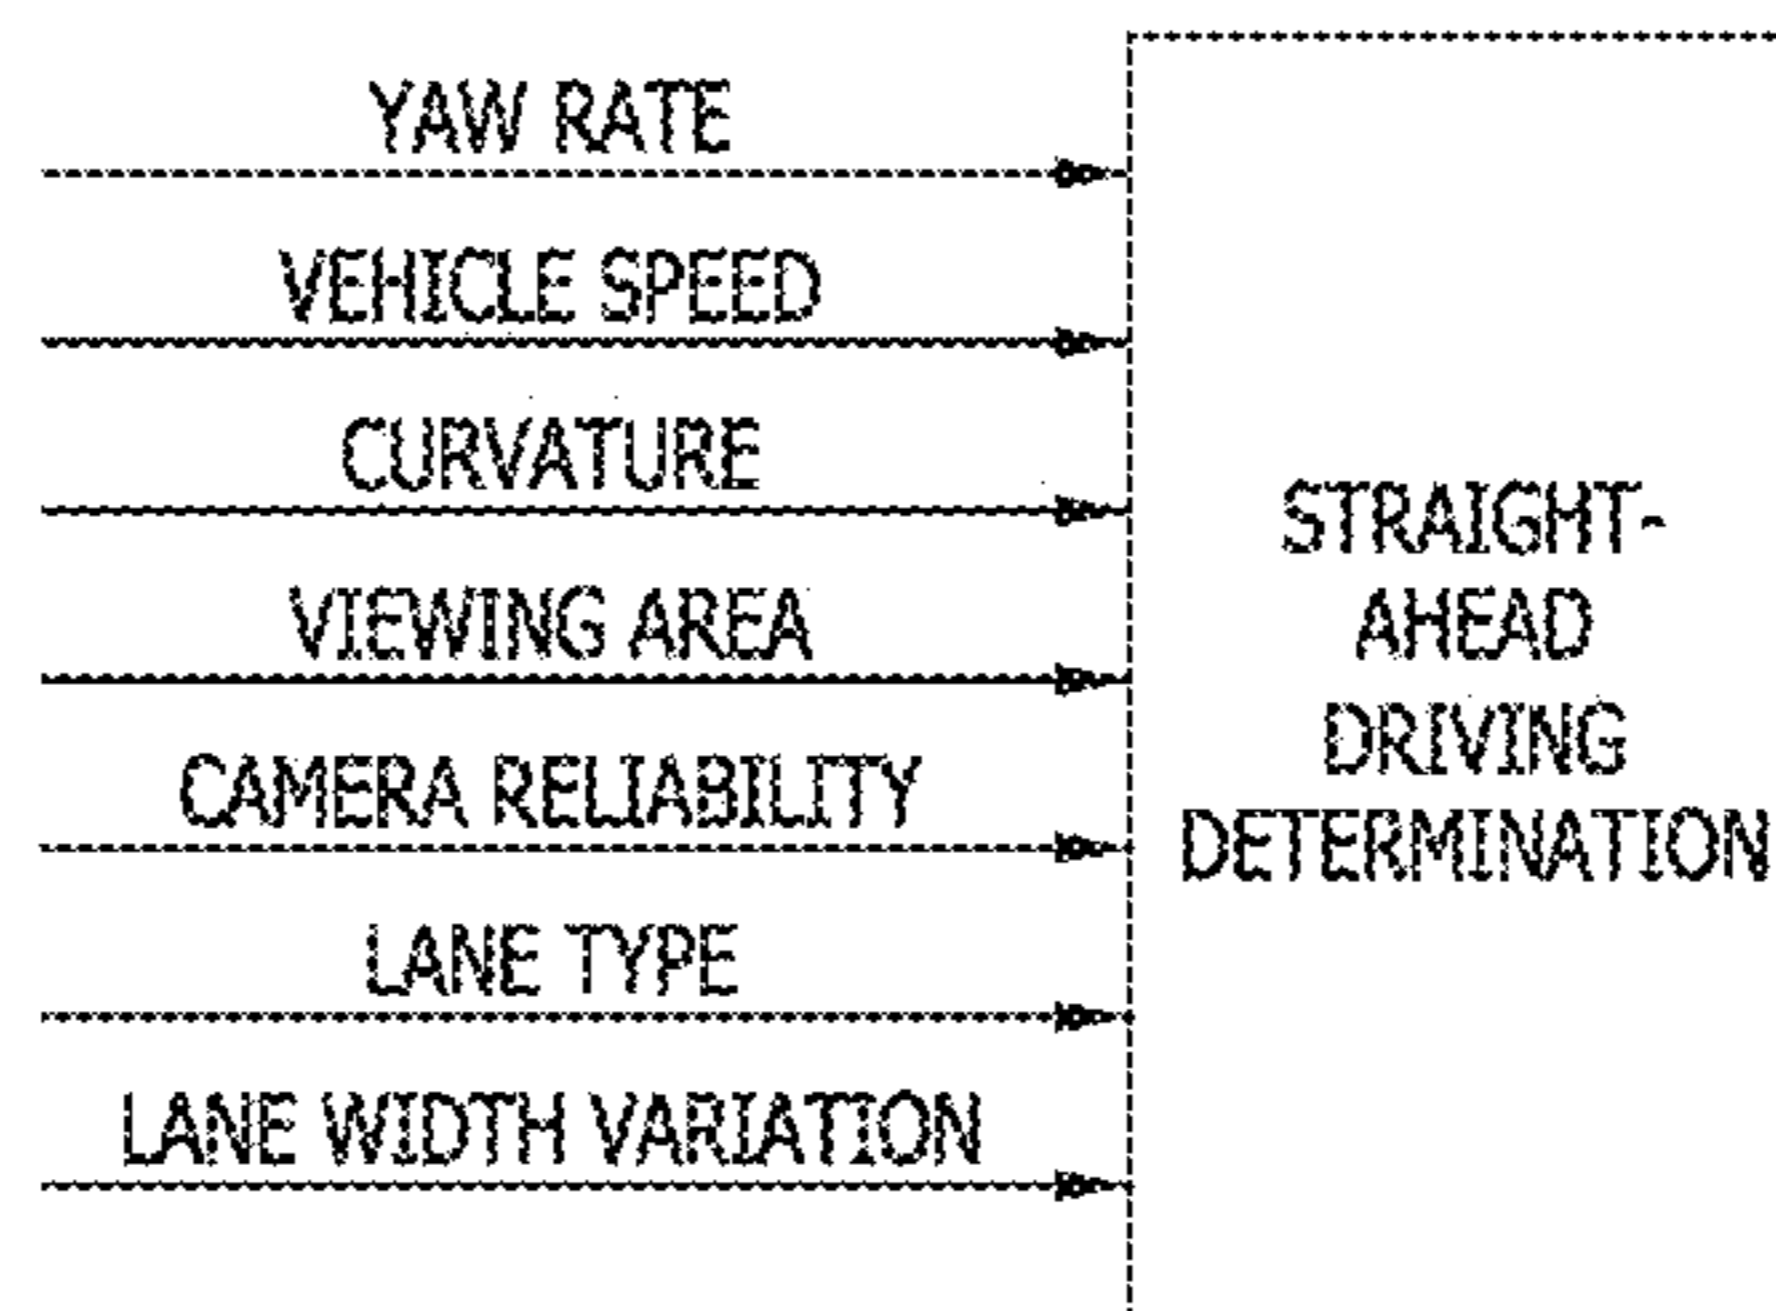 YAW RATE
VEHICLE SPEED
CURVATURE
VIEWING AREA
CAMERA RELIABILITY
LANE TYPE
LANE WIDTH VARIATION
STRAIGHT-
AHEAD
DRIVING
DETERMINATION